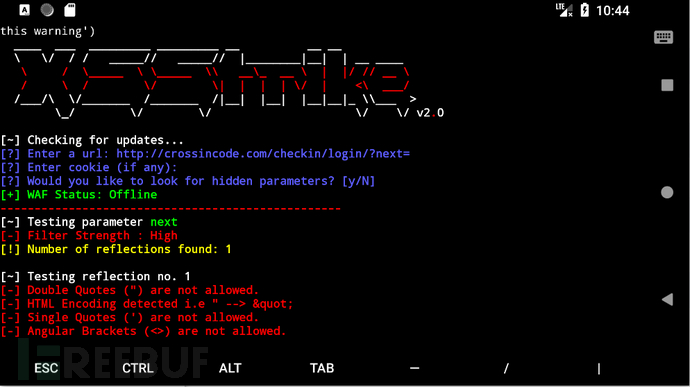 LTE 10:44
this warning')
XSStrike
v2.0
[~] Checking for updates...
[?] Enter a url: http://crossincode.com/checkin/login/?next=
[?] Enter cookie (if any):
[?] Would you like to look for hidden parameters? [y/N]
[+] WAF Status: Offline
--------------------------------------------------
[~] Testing parameter next
[-] Filter Strength : High
[!] Number of reflections found: 1
[~] Testing reflection no. 1
[-] Double Quotes (") are not allowed.
[-] HTML Encoding detected i.e " --> &quot;
[-] Single Quotes (') are not allowed.
[-] Angular Brackets (<>) are not allowed.
FREEBUF
ESC CTRL ALT TAB — / |